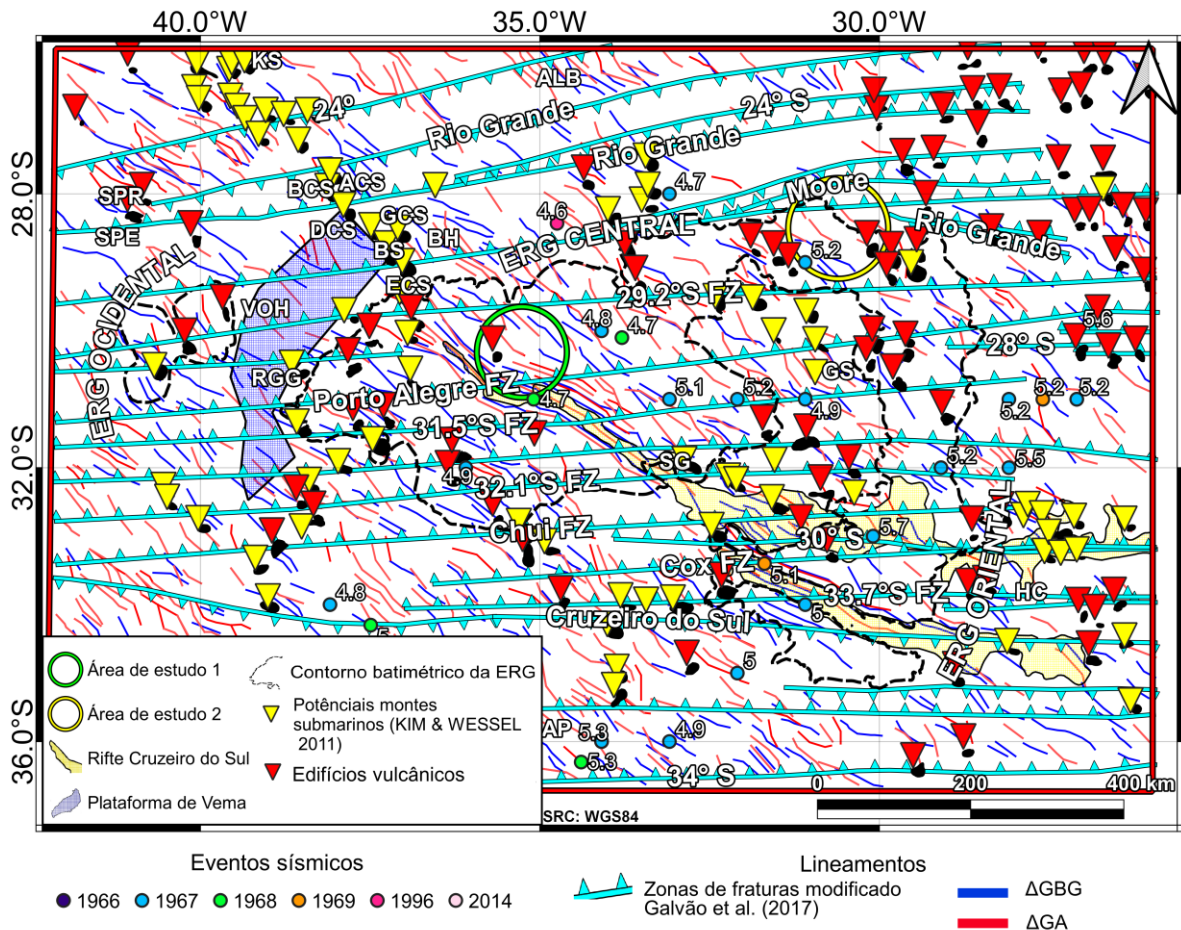 40.0°W
35.0°W
30.0°W
28.0°S
32.0°S
36.0°S
KS
ALB
24º
Rio Grande
24° S
Rio Grande
Moore
4.7
SPR
BCS
ACS
SPE
DCS
GCS
4.6
BH
BS
ERG CENTRAL
5.2
Rio Grande
ERG OCIDENTAL
ECS
VOH
29.2°S FZ
4.8
4.7
5.6
28° S
RGG
GS
Porto Alegre FZ
4.7
5.1
5.2
4.9
5.2
5.2
5.2
31.5°S FZ
4.9
SG
5.2
5.5
32.1°S FZ
Chui FZ
30° S
5.7
Cox FZ
5.1
33.7°S FZ
ERG ORIENTAL
HC
4.8
5
Cruzeiro do Sul
5
AP
5.3
4.9
5.3
34° S
Área de estudo 1
Área de estudo 2
Rifte Cruzeiro do Sul
Plataforma de Vema
Contorno batimétrico da ERG
Potênciais montes
submarinos (KIM & WESSEL
2011)
Edifícios vulcânicos
SRC: WGS84
0
200
400 km
Eventos sísmicos
1966
1967
1968
1969
1996
2014
Lineamentos
Zonas de fraturas modificado
Galvão et al. (2017)
ΔGBG
ΔGA